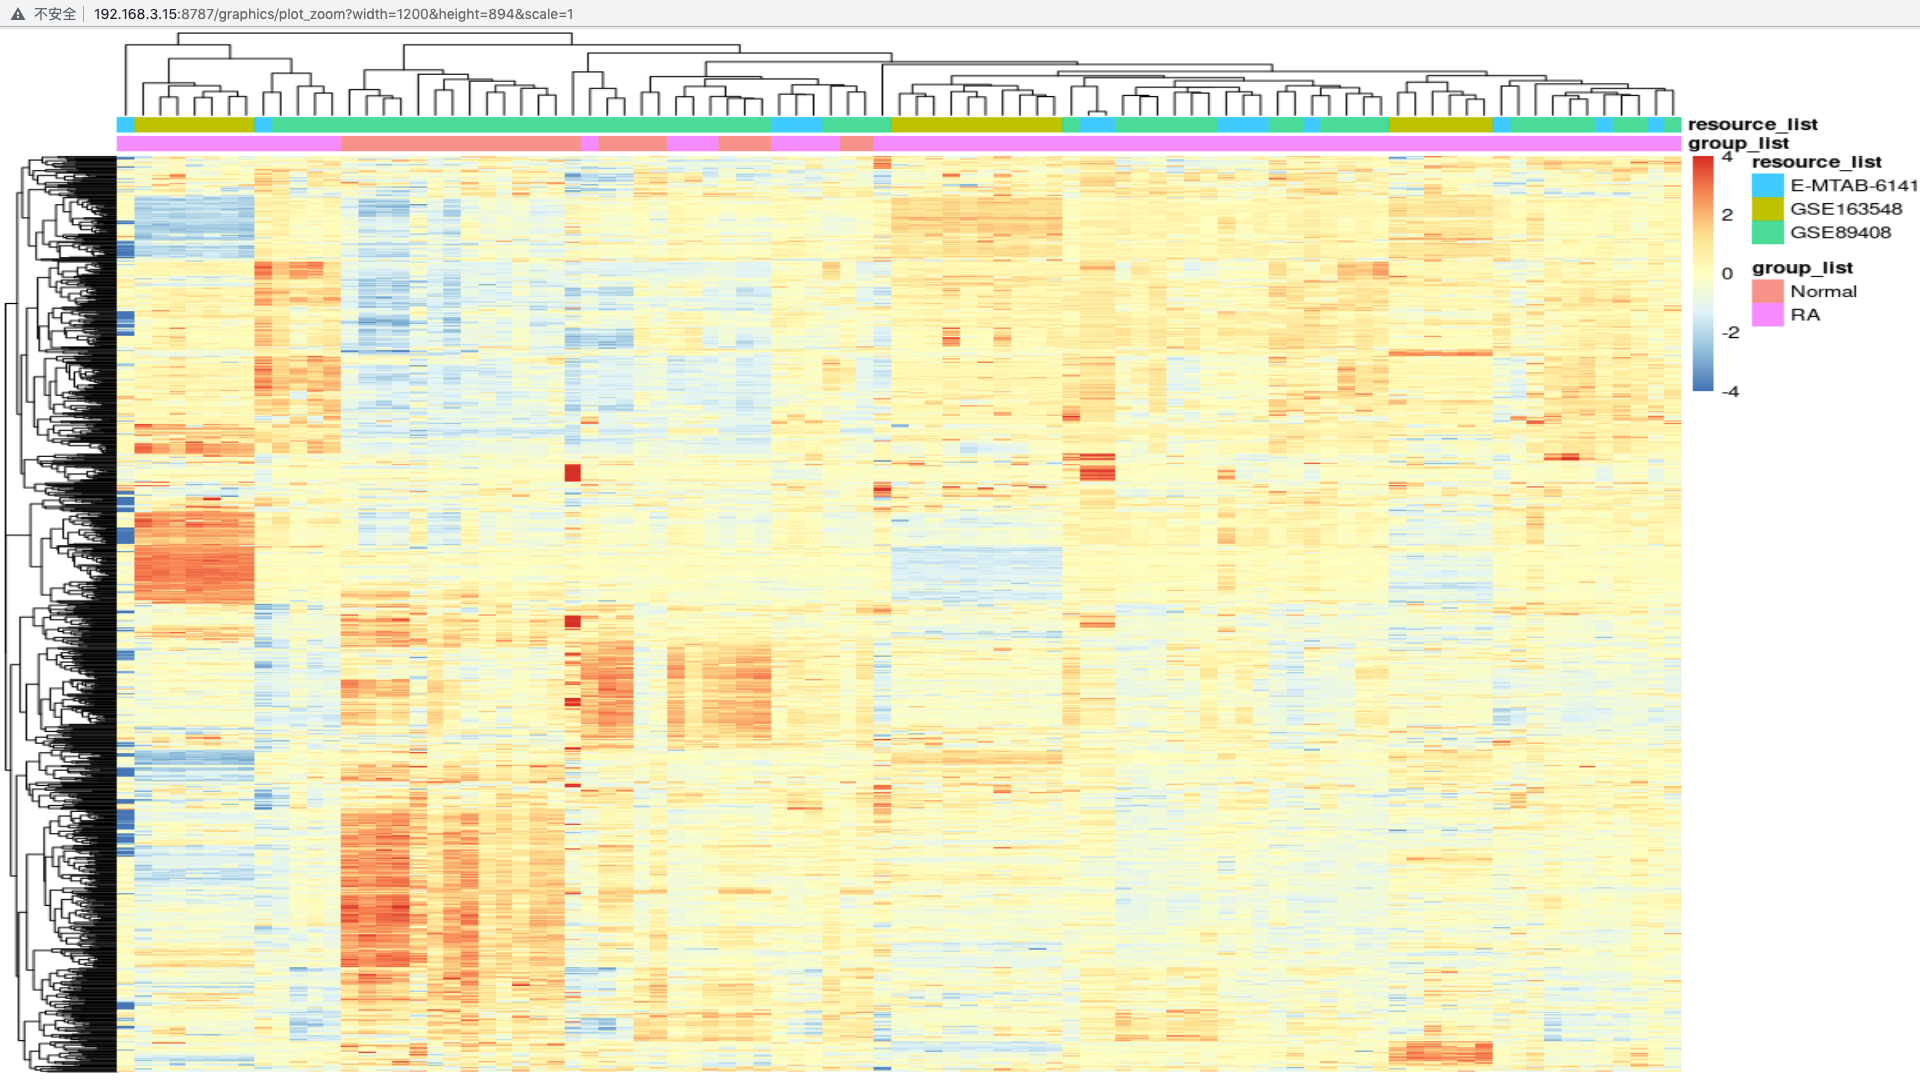 不安全 192.168.3.15:8787/graphics/plot_zoom?width=1200&height=894&scale=1
resource_list
group_list
4
2
0
-2
-4
resource_list
E-MTAB-6141
GSE163548
GSE89408
group_list
Normal
RA